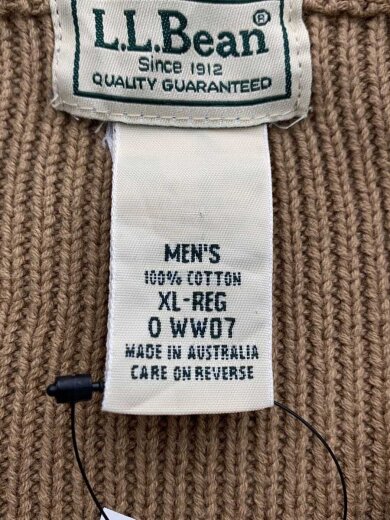 L.L.Bean®
Since 1912
QUALITY GUARANTEED
MEN'S
100% COTTON
XL-REG
0 WW07
MADE IN AUSTRALIA
CARE ON REVERSE